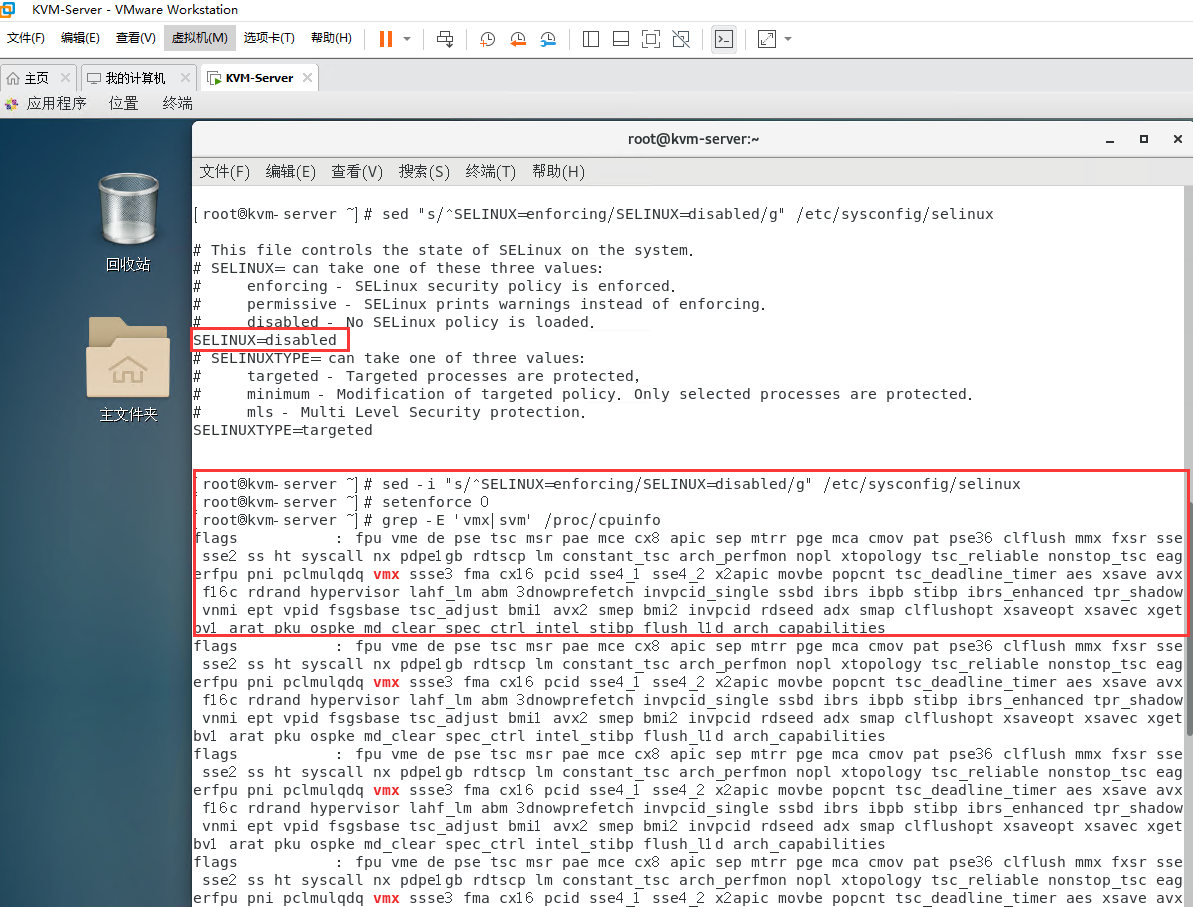 KVM-Server - VMware Workstation
文件(F) 编辑(E) 查看(V) 虚拟机(M) 选项卡(T) 帮助(H)
主页 我的计算机 KVM-Server
应用程序 位置 终端
root@kvm-server:~
文件(F) 编辑(E) 查看(V) 搜索(S) 终端(T) 帮助(H)
[root@kvm-server ~]# sed "s/^SELINUX=enforcing/SELINUX=disabled/g" /etc/sysconfig/selinux
# This file controls the state of SELinux on the system.
# SELINUX= can take one of these three values:
#     enforcing - SELinux security policy is enforced.
#     permissive - SELinux prints warnings instead of enforcing.
#     disabled - No SELinux policy is loaded.
SELINUX=disabled
# SELINUXTYPE= can take one of three values:
#     targeted - Targeted processes are protected,
#     minimum - Modification of targeted policy. Only selected processes are protected.
#     mls - Multi Level Security protection.
SELINUXTYPE=targeted
[root@kvm-server ~]# sed -i "s/^SELINUX=enforcing/SELINUX=disabled/g" /etc/sysconfig/selinux
[root@kvm-server ~]# setenforce 0
[root@kvm-server ~]# grep -E 'vmx|svm' /proc/cpuinfo
flags : fpu vme de pse tsc msr pae mce cx8 apic sep mtrr pge mca cmov pat pse36 clflush mmx fxsr sse
sse2 ss ht syscall nx pdpe1gb rdtscp lm constant_tsc arch_perfmon nopl xtopology tsc_reliable nonstop_tsc eag
erfpu pni pclmulqdq vmx ssse3 fma cx16 pcid sse4_1 sse4_2 x2apic movbe popcnt tsc_deadline_timer aes xsave avx
f16c rdrand hypervisor lahf_lm abm 3dnowprefetch invpcid_single ssbd ibrs ibpb stibp ibrs_enhanced tpr_shadow
vnmi ept vpid fsgsbase tsc_adjust bmi1 avx2 smep bmi2 invpcid rdseed adx smap clflushopt xsaveopt xsavec xget
bv1 arat pku ospke md_clear spec_ctrl intel_stibp flush_l1d arch_capabilities
flags : fpu vme de pse tsc msr pae mce cx8 apic sep mtrr pge mca cmov pat pse36 clflush mmx fxsr sse
sse2 ss ht syscall nx pdpe1gb rdtscp lm constant_tsc arch_perfmon nopl xtopology tsc_reliable nonstop_tsc eag
erfpu pni pclmulqdq vmx ssse3 fma cx16 pcid sse4_1 sse4_2 x2apic movbe popcnt tsc_deadline_timer aes xsave avx
f16c rdrand hypervisor lahf_lm abm 3dnowprefetch invpcid_single ssbd ibrs ibpb stibp ibrs_enhanced tpr_shadow
vnmi ept vpid fsgsbase tsc_adjust bmi1 avx2 smep bmi2 invpcid rdseed adx smap clflushopt xsaveopt xsavec xget
bv1 arat pku ospke md_clear spec_ctrl intel_stibp flush_l1d arch_capabilities
flags : fpu vme de pse tsc msr pae mce cx8 apic sep mtrr pge mca cmov pat pse36 clflush mmx fxsr sse
sse2 ss ht syscall nx pdpe1gb rdtscp lm constant_tsc arch_perfmon nopl xtopology tsc_reliable nonstop_tsc eag
erfpu pni pclmulqdq vmx ssse3 fma cx16 pcid sse4_1 sse4_2 x2apic movbe popcnt tsc_deadline_timer aes xsave avx
f16c rdrand hypervisor lahf_lm abm 3dnowprefetch invpcid_single ssbd ibrs ibpb stibp ibrs_enhanced tpr_shadow
vnmi ept vpid fsgsbase tsc_adjust bmi1 avx2 smep bmi2 invpcid rdseed adx smap clflushopt xsaveopt xsavec xget
bv1 arat pku ospke md_clear spec_ctrl intel_stibp flush_l1d arch_capabilities
flags : fpu vme de pse tsc msr pae mce cx8 apic sep mtrr pge mca cmov pat pse36 clflush mmx fxsr sse
sse2 ss ht syscall nx pdpe1gb rdtscp lm constant_tsc arch_perfmon nopl xtopology tsc_reliable nonstop_tsc eag
erfpu pni pclmulqdq vmx ssse3 fma cx16 pcid sse4_1 sse4_2 x2apic movbe popcnt tsc_deadline_timer aes xsave avx
回收站
主文件夹